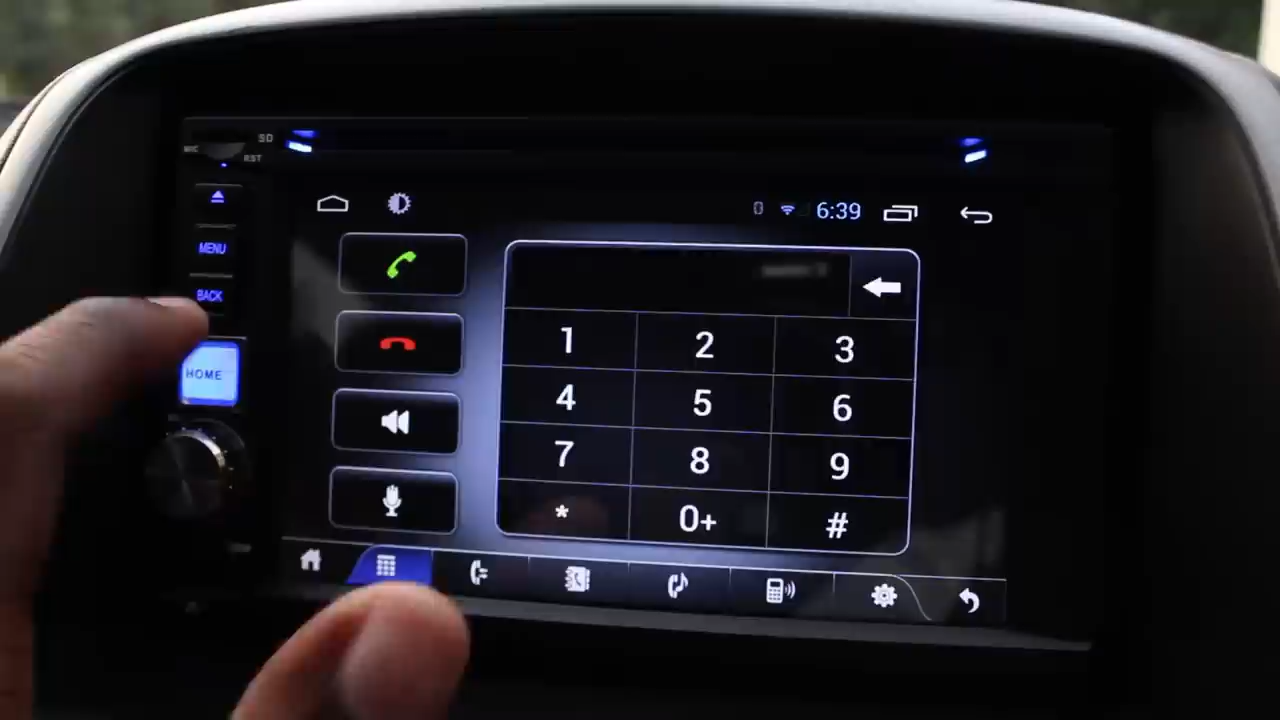 SD
MIC
RST
MENU
BACK
HOME
6:39
1 2 3
4 5 6
7 8 9
* 0+ #